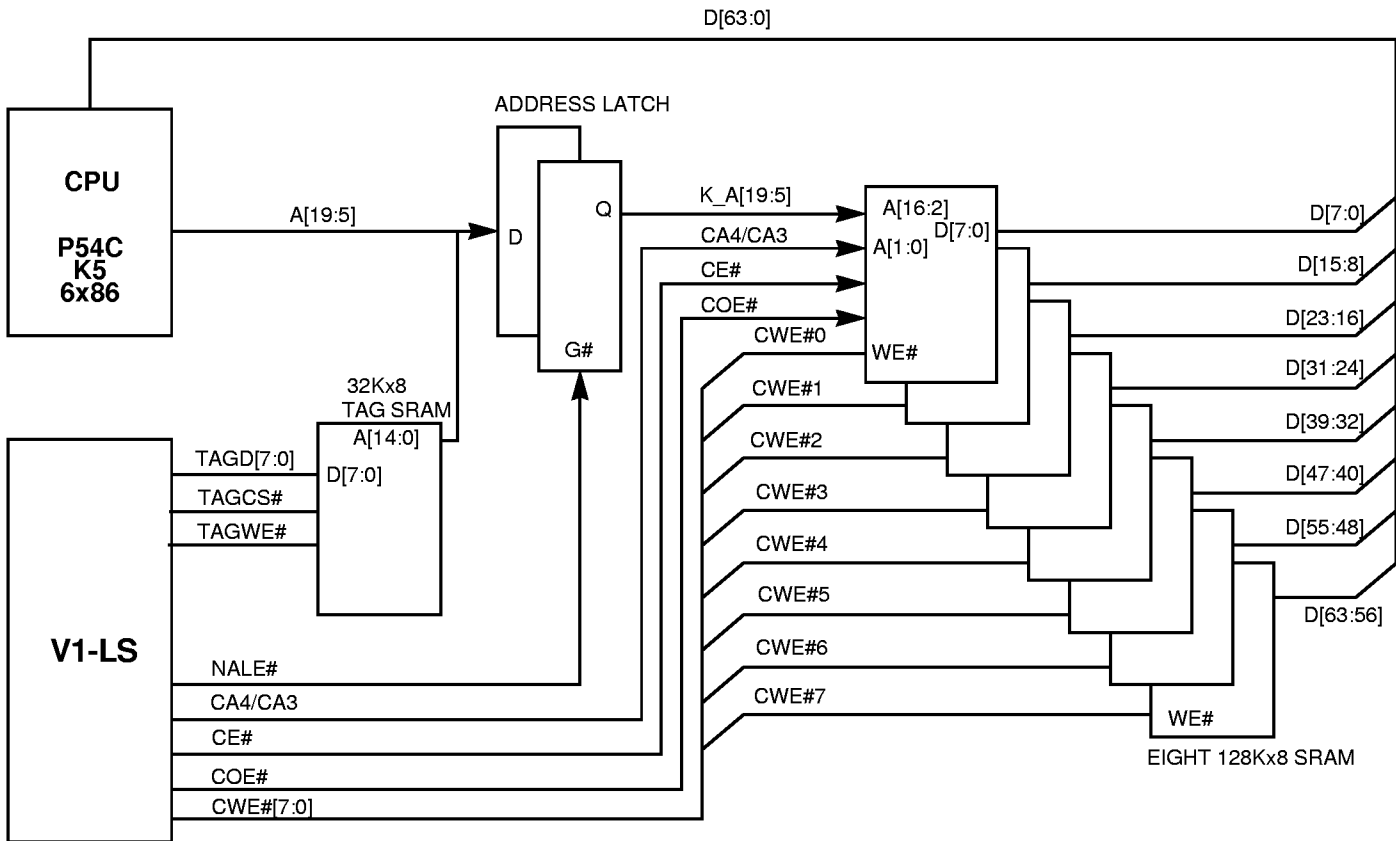 D[63:0]
ADDRESS LATCH
CPU
P54C
K5
6x86
A[19:5]
D
Q
G#
K_A[19:5]
CA4/CA3
CE#
COE#
A[16:2]
D[7:0]
A[1:0]
WE#
D[7:0]
D[15:8]
D[23:16]
D[31:24]
D[39:32]
D[47:40]
D[55:48]
D[63:56]
CWE#0
CWE#1
CWE#2
CWE#3
CWE#4
CWE#5
CWE#6
CWE#7
WE#
EIGHT 128Kx8 SRAM
32Kx8
TAG SRAM
A[14:0]
D[7:0]
TAGD[7:0]
TAGCS#
TAGWE#
V1-LS
NALE#
CA4/CA3
CE#
COE#
CWE#[7:0]